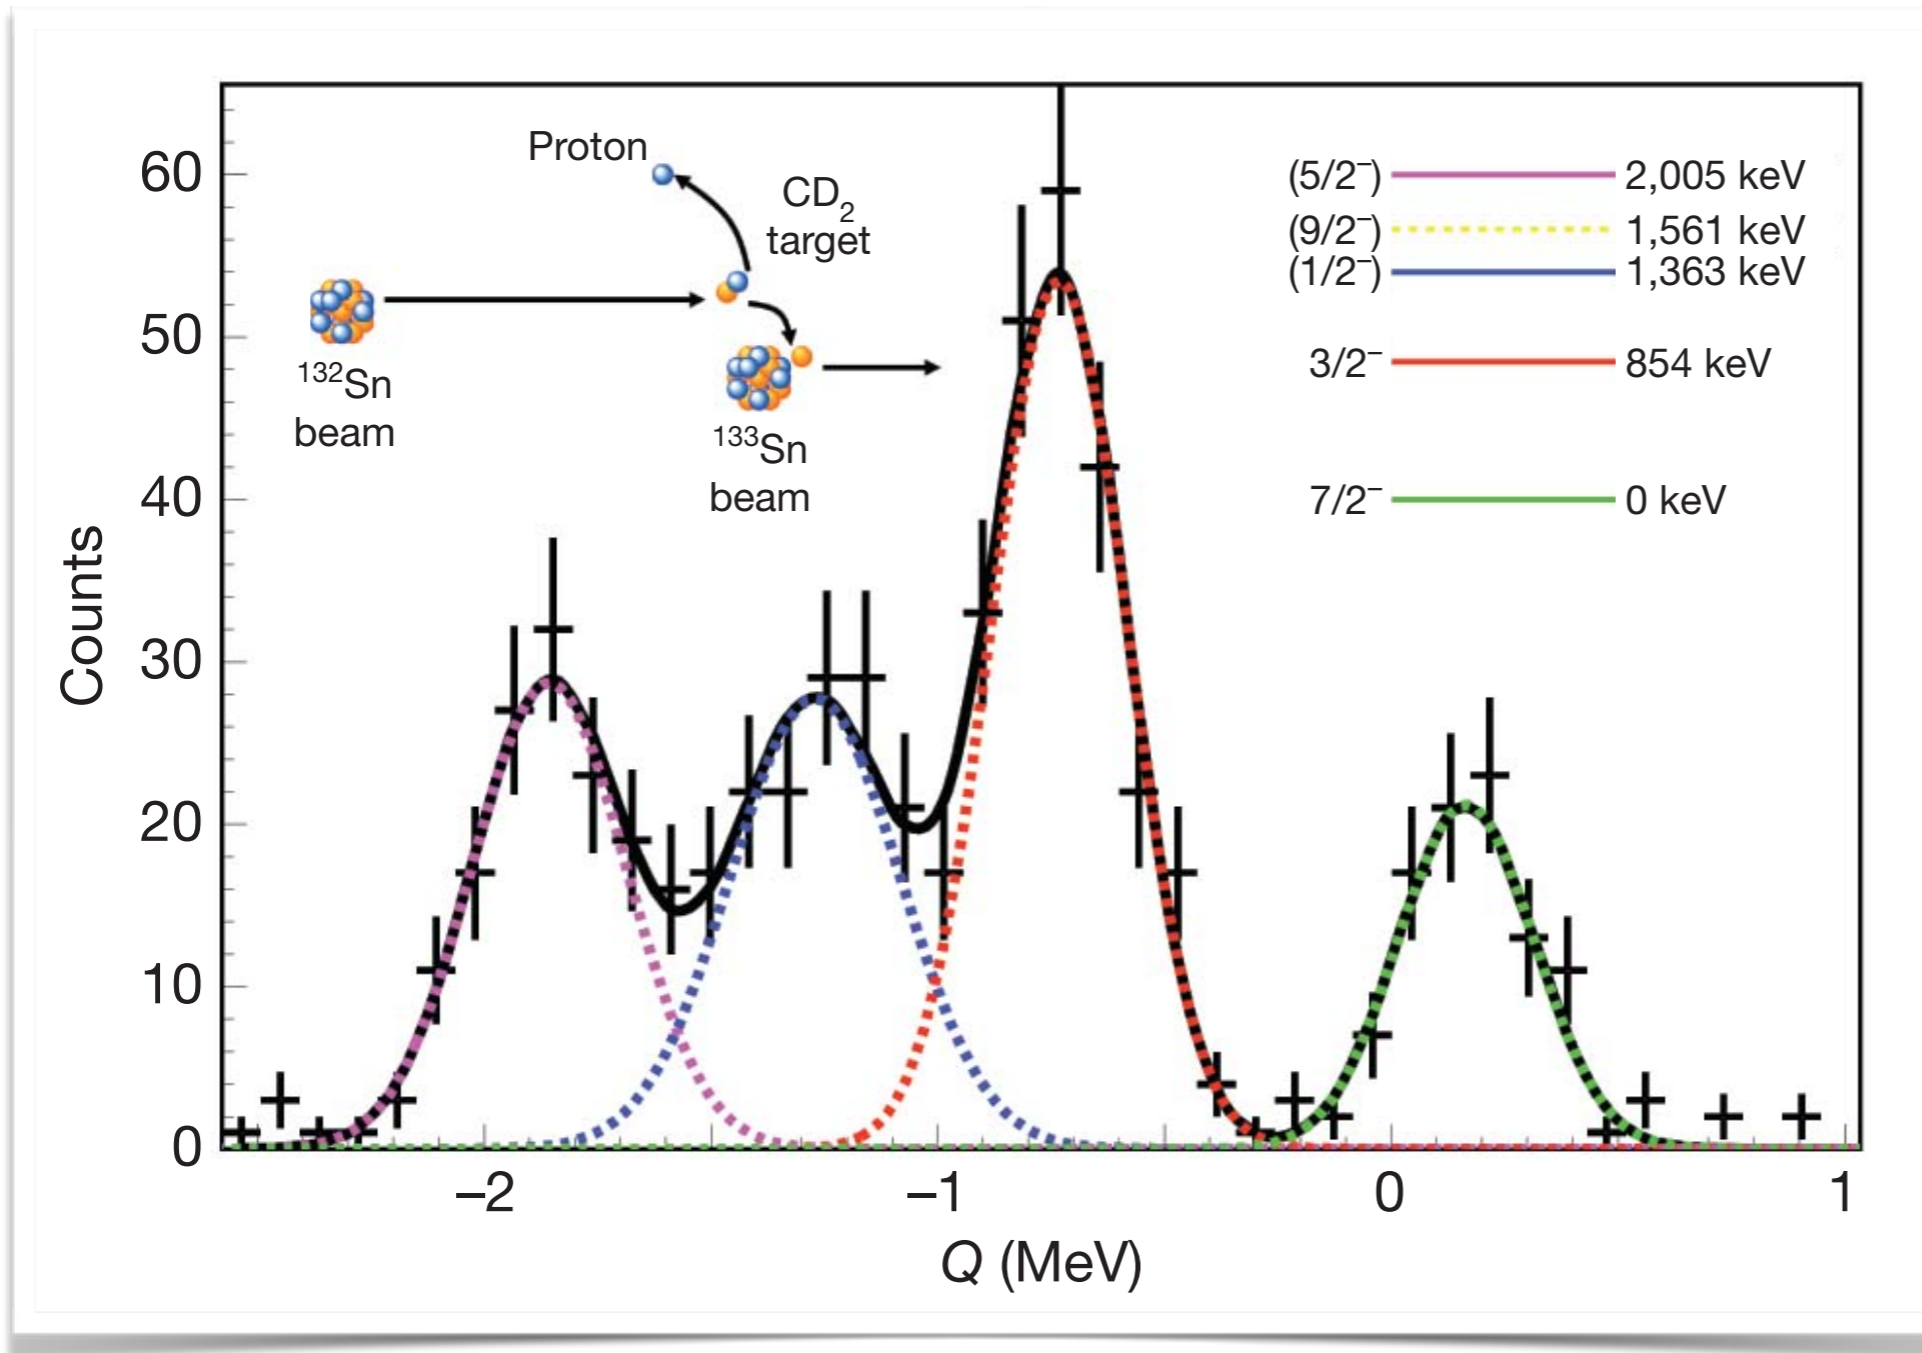 Proton
CD₂
target
¹³²Sn
beam
¹³³Sn
beam
(5/2⁻) 2,005 keV
(9/2⁻) 1,561 keV
(1/2⁻) 1,363 keV
3/2⁻ 854 keV
7/2⁻ 0 keV
Counts
60
50
40
30
20
10
0
–2 –1 0 1
Q (MeV)